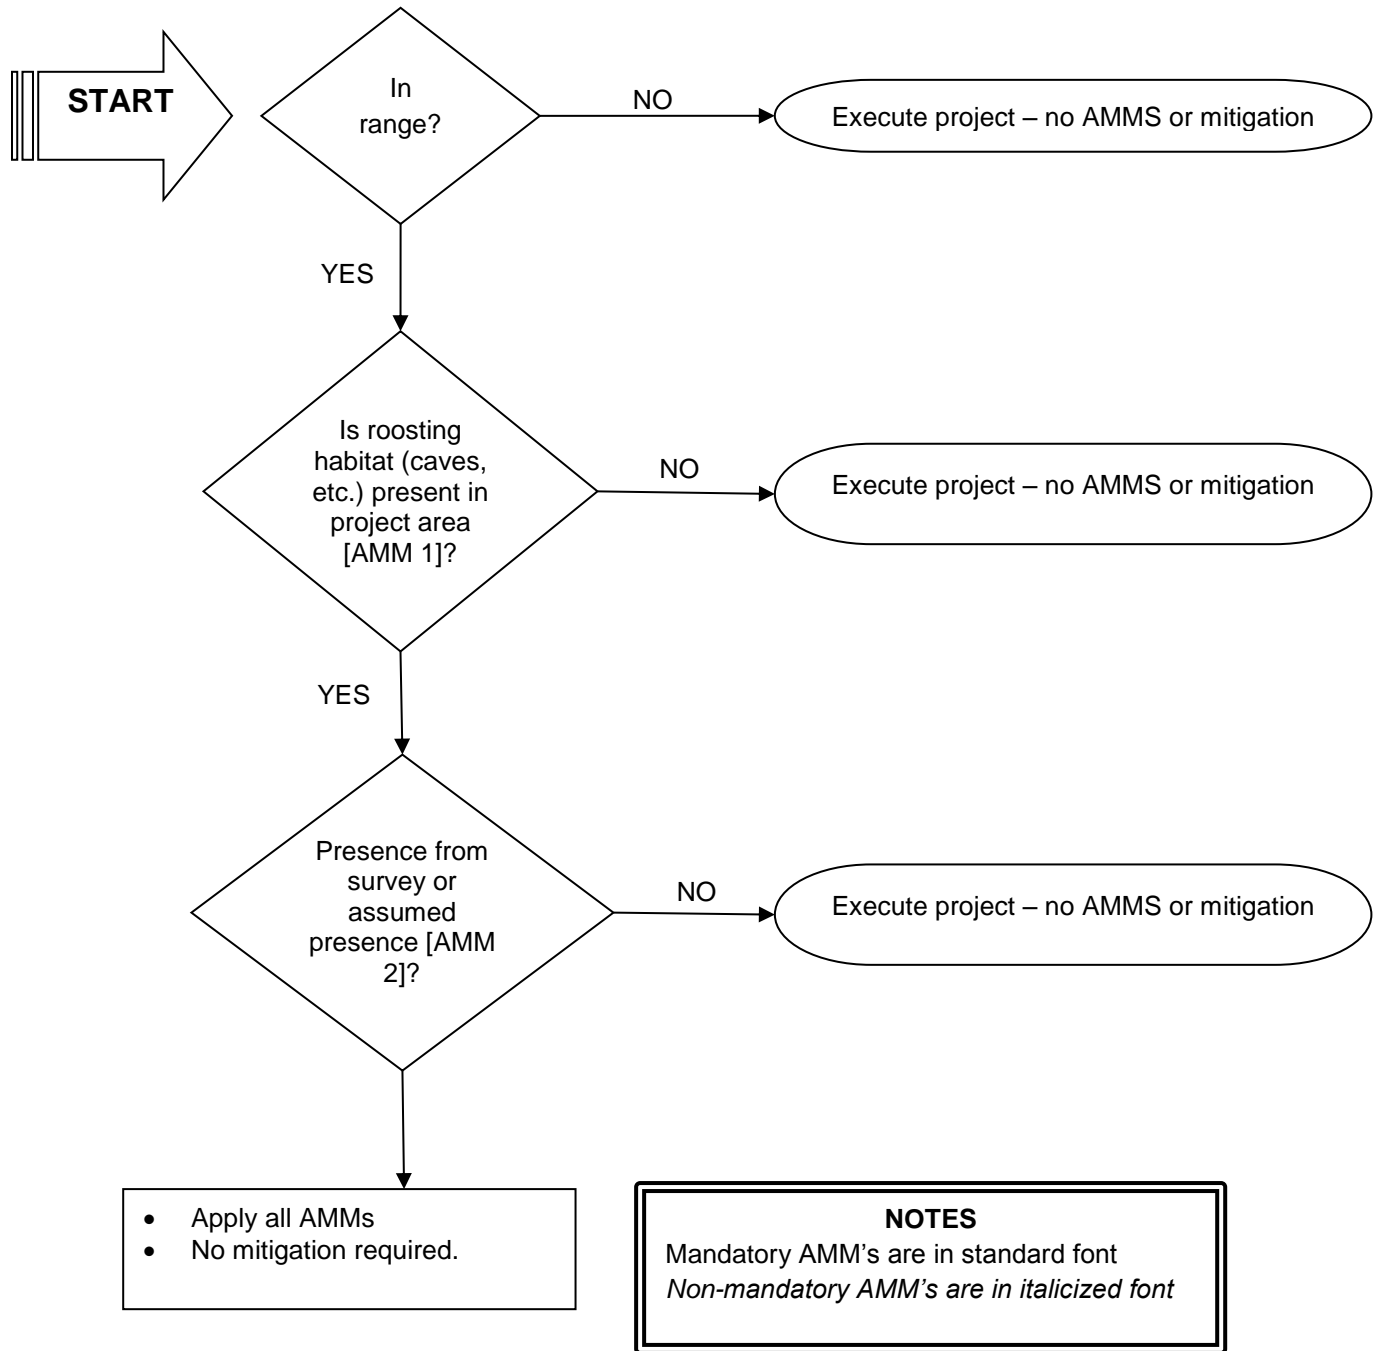 START
In
range?
NO
Execute project – no AMMS or mitigation
YES
Is roosting
habitat (caves,
etc.) present in
project area
[AMM 1]?
NO
Execute project – no AMMS or mitigation
YES
Presence from
survey or
assumed
presence [AMM
2]?
NO
Execute project – no AMMS or mitigation
• Apply all AMMs
• No mitigation required.
NOTES
Mandatory AMM’s are in standard font
Non-mandatory AMM’s are in italicized font